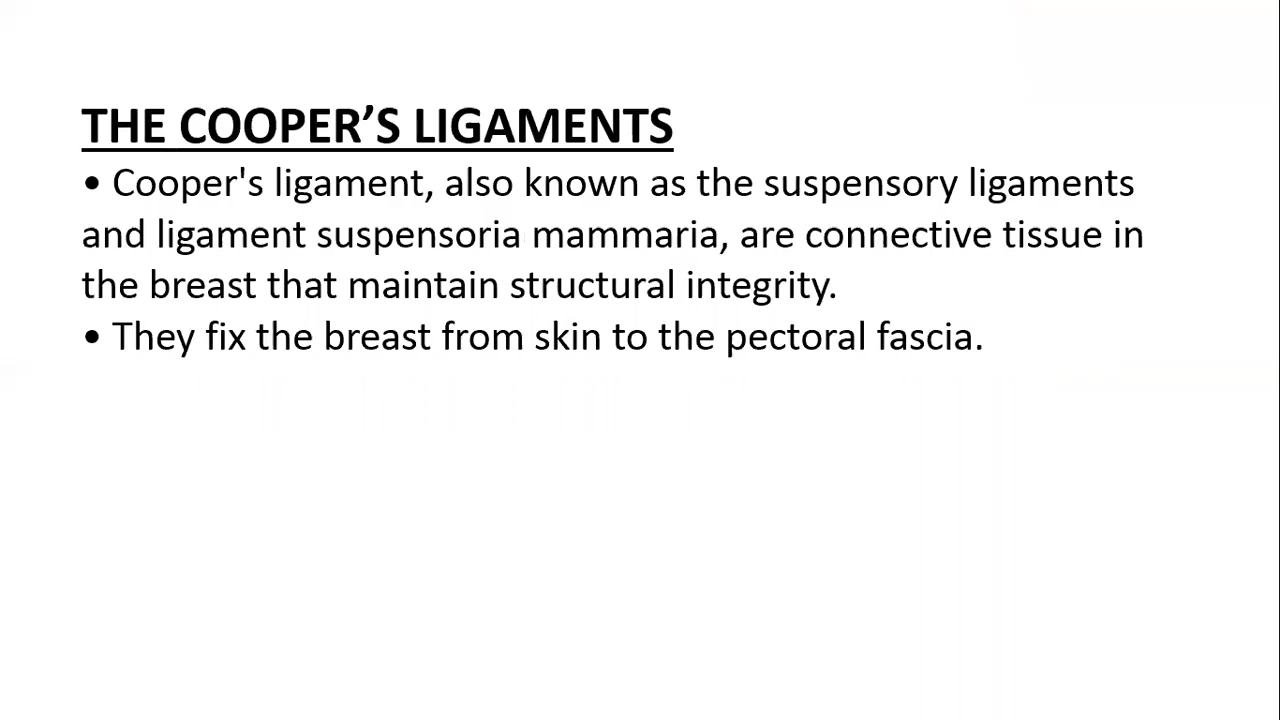 THE COOPER’S LIGAMENTS
• Cooper's ligament, also known as the suspensory ligaments
and ligament suspensoria mammaria, are connective tissue in
the breast that maintain structural integrity.
• They fix the breast from skin to the pectoral fascia.